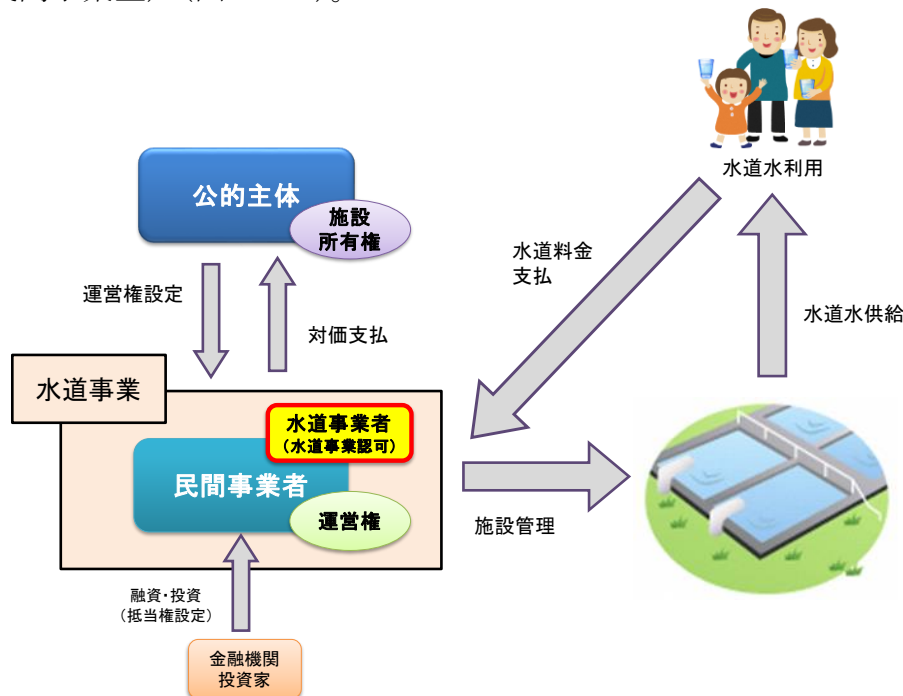 水道水利用
公的主体
施設
所有権
水道料金
支払
運営権設定
対価支払
水道水供給
水道事業
水道事業者
（水道事業認可）
民間事業者
運営権
施設管理
融資・投資
（抵当権設定）
金融機関
投資家